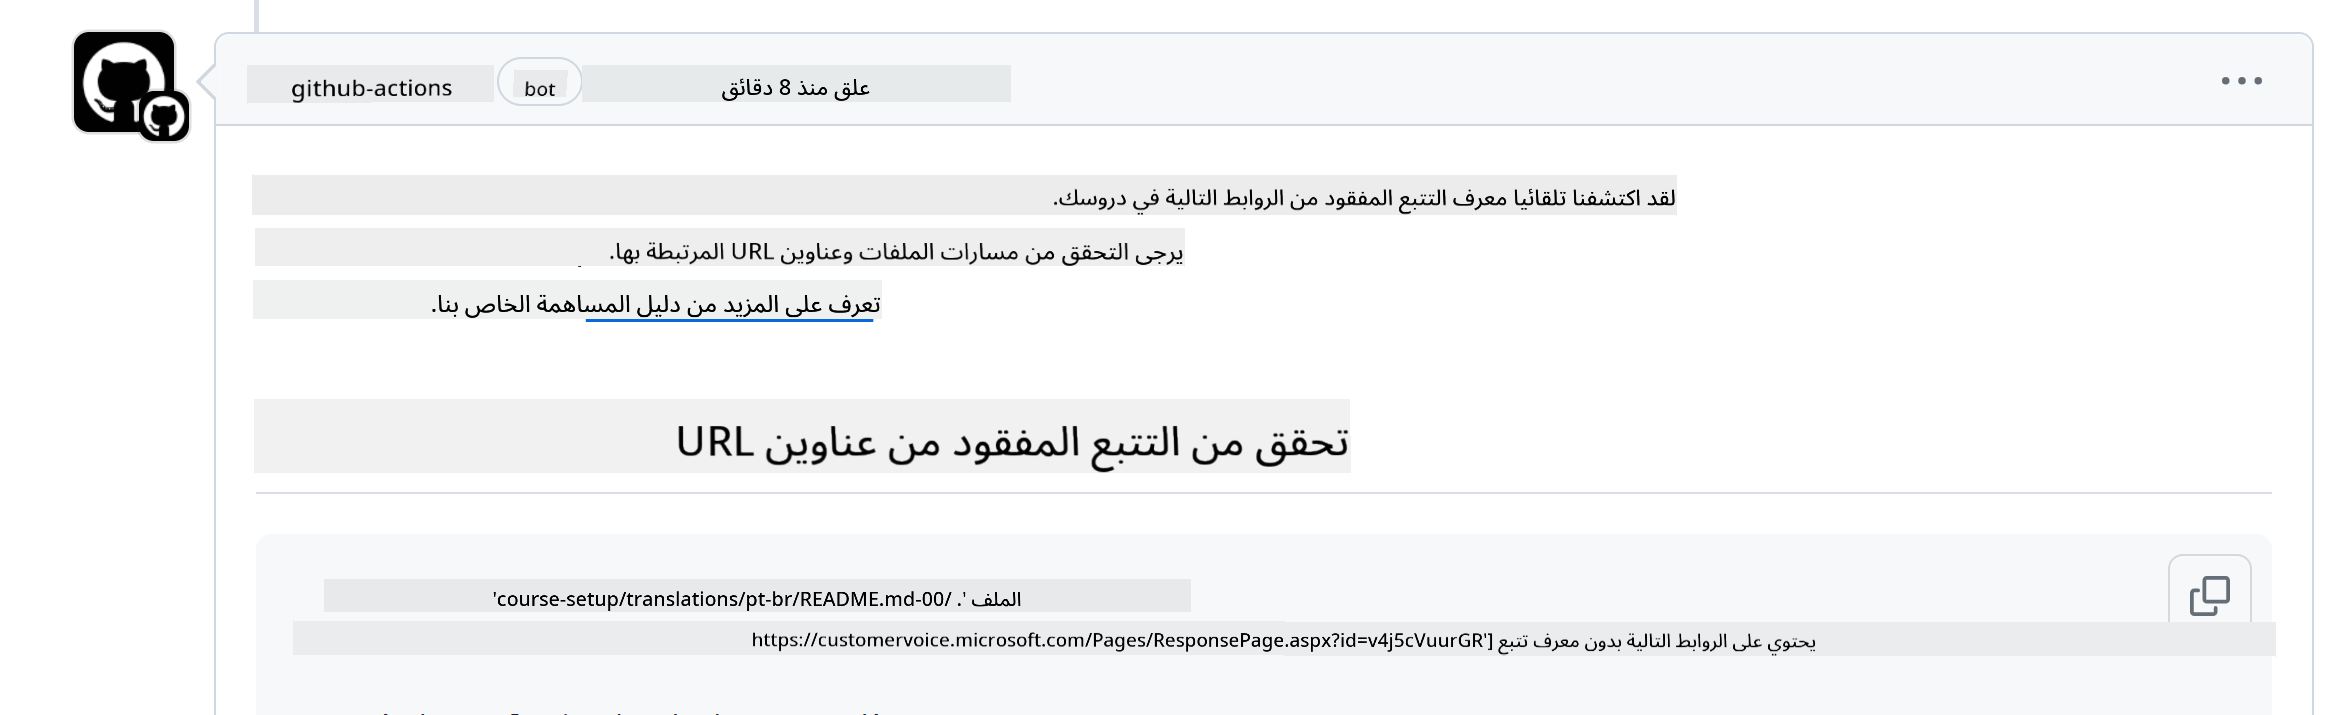 github-actions bot علق منذ 8 دقائق
لقد اكتشفنا تلقائيا معرف التتبع المفقود من الروابط التالية في دروسك.
يرجى التحقق من مسارات الملفات وعناوين URL المرتبطة بها.
تعرف على المزيد من دليل المساهمة الخاص بنا.
تحقق من التتبع المفقود من عناوين URL
الملف '. /course-setup/translations/pt-br/README.md-00'
يحتوي على الروابط التالية بدون معرف تتبع ['https://customervoice.microsoft.com/Pages/ResponsePage.aspx?id=v4j5cVuurGR